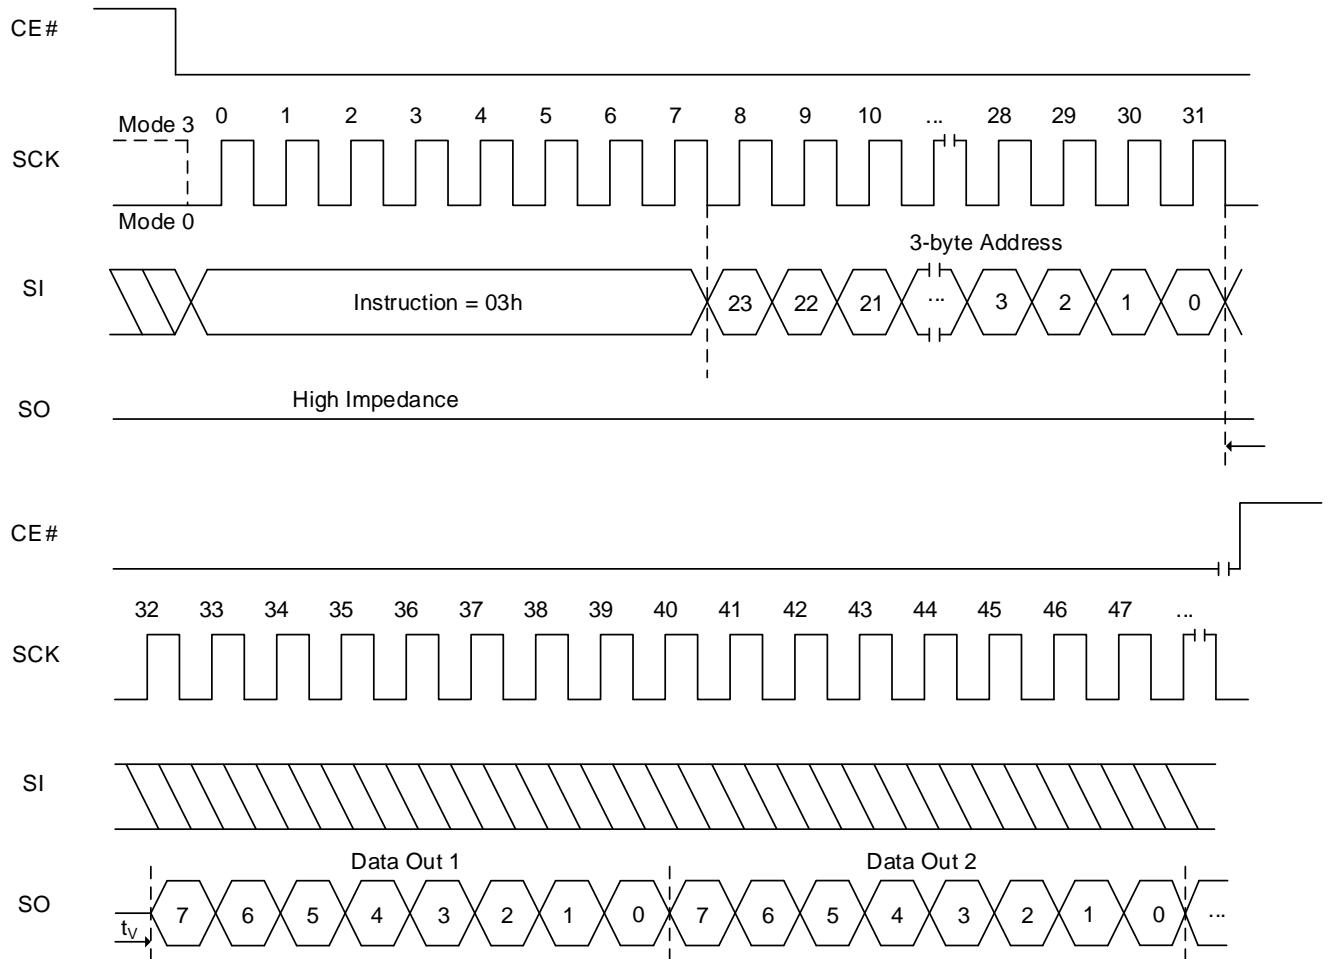 CE#
0 1 2 3 4 5 6 7 8 9 10 ... 28 29 30 31
Mode 3
SCK
Mode 0
3-byte Address
SI
Instruction = 03h 23 22 21 ... 3 2 1 0
High Impedance
SO
CE#
32 33 34 35 36 37 38 39 40 41 42 43 44 45 46 47 ...
SCK
SI
Data Out 1 Data Out 2
SO
7 6 5 4 3 2 1 0 7 6 5 4 3 2 1 0 ...
tV